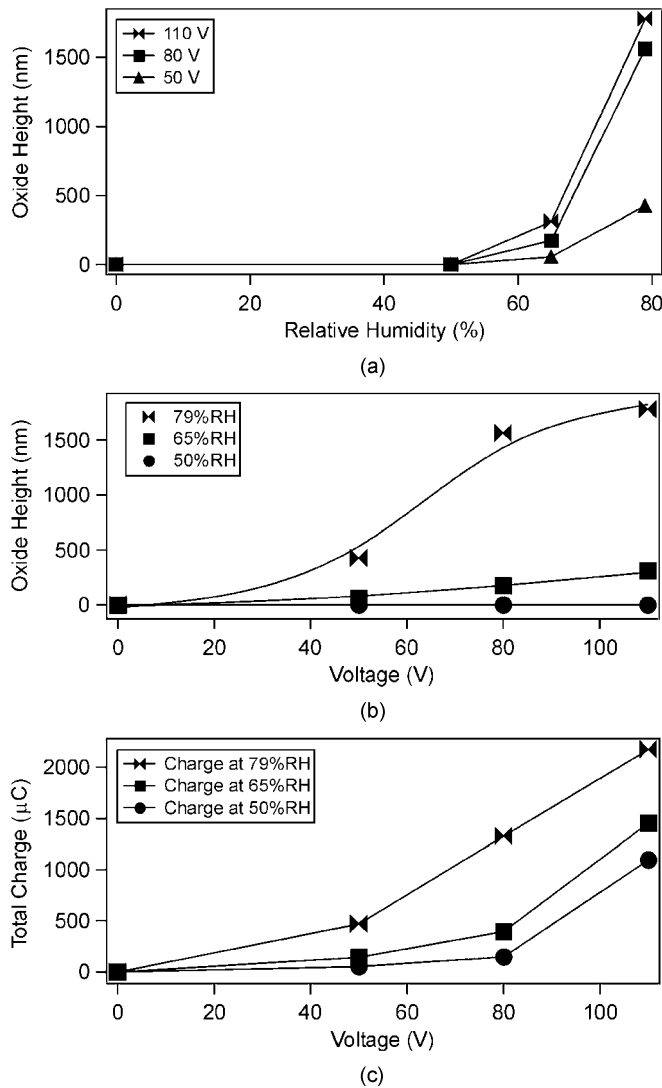 110 V
80 V
50 V
Oxide Height (nm)
1500
1000
500
0
0 20 40 60 80
Relative Humidity (%)
(a)
79%RH
65%RH
50%RH
Oxide Height (nm)
1500
1000
500
0
0 20 40 60 80 100
Voltage (V)
(b)
Charge at 79%RH
Charge at 65%RH
Charge at 50%RH
Total Charge (μC)
2000
1500
1000
500
0
0 20 40 60 80 100
Voltage (V)
(c)